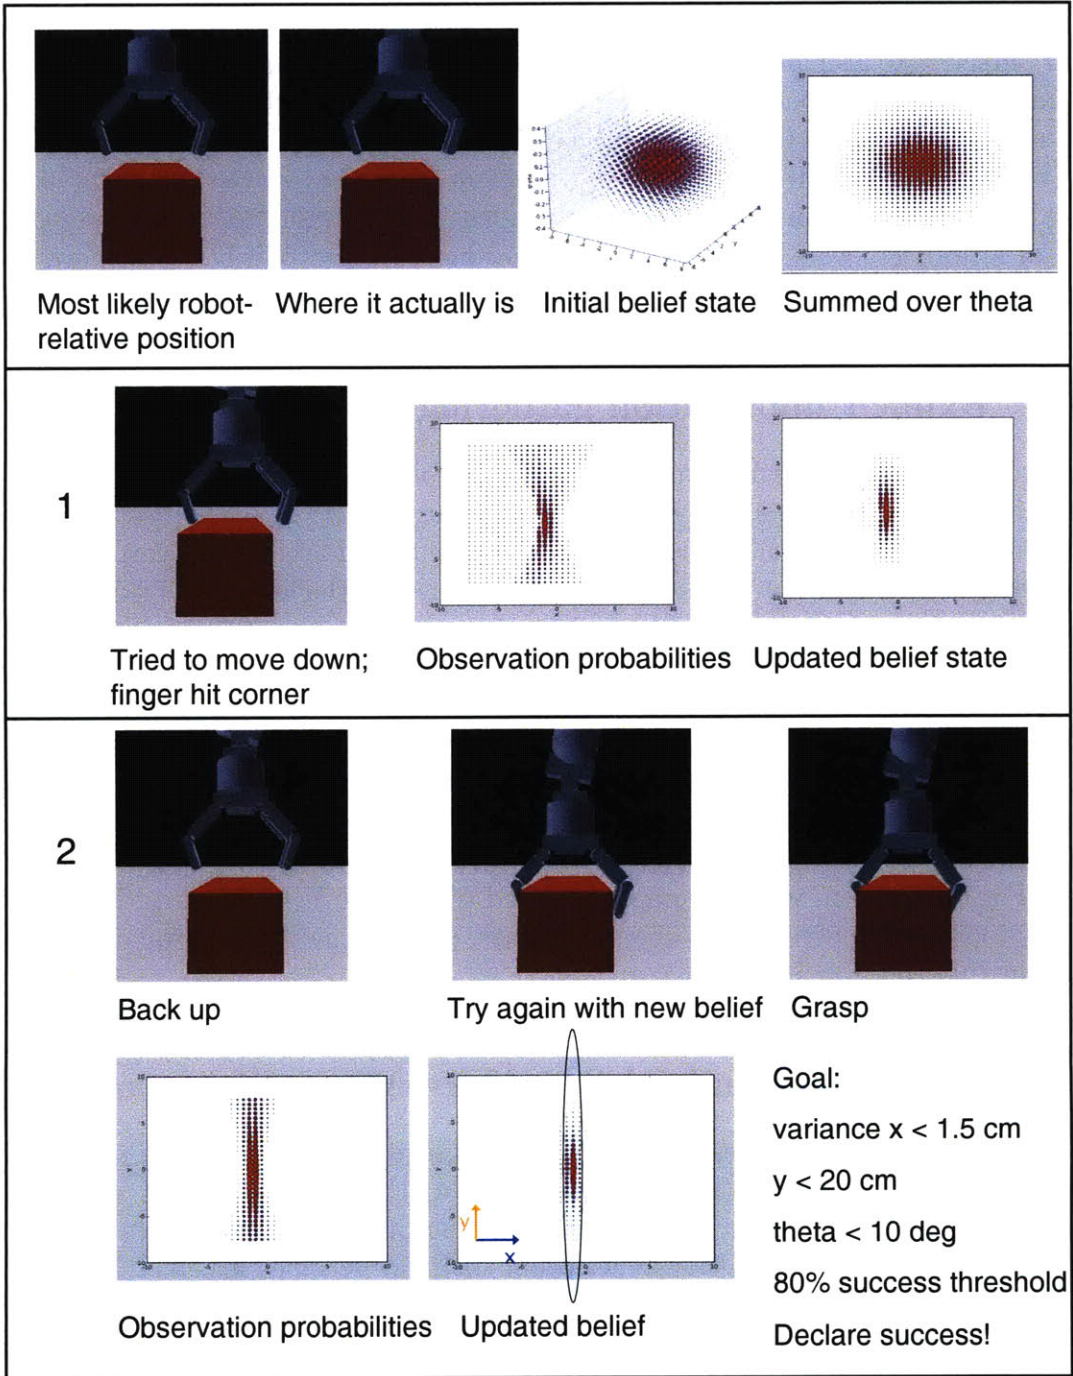 Most likely robot-
relative position
Where it actually is
Initial belief state
Summed over theta
1
Tried to move down;
finger hit corner
Observation probabilities
Updated belief state
2
Back up
Try again with new belief
Grasp
y
x
Observation probabilities
Updated belief
Goal:
variance x < 1.5 cm
y < 20 cm
theta < 10 deg
80% success threshold
Declare success!